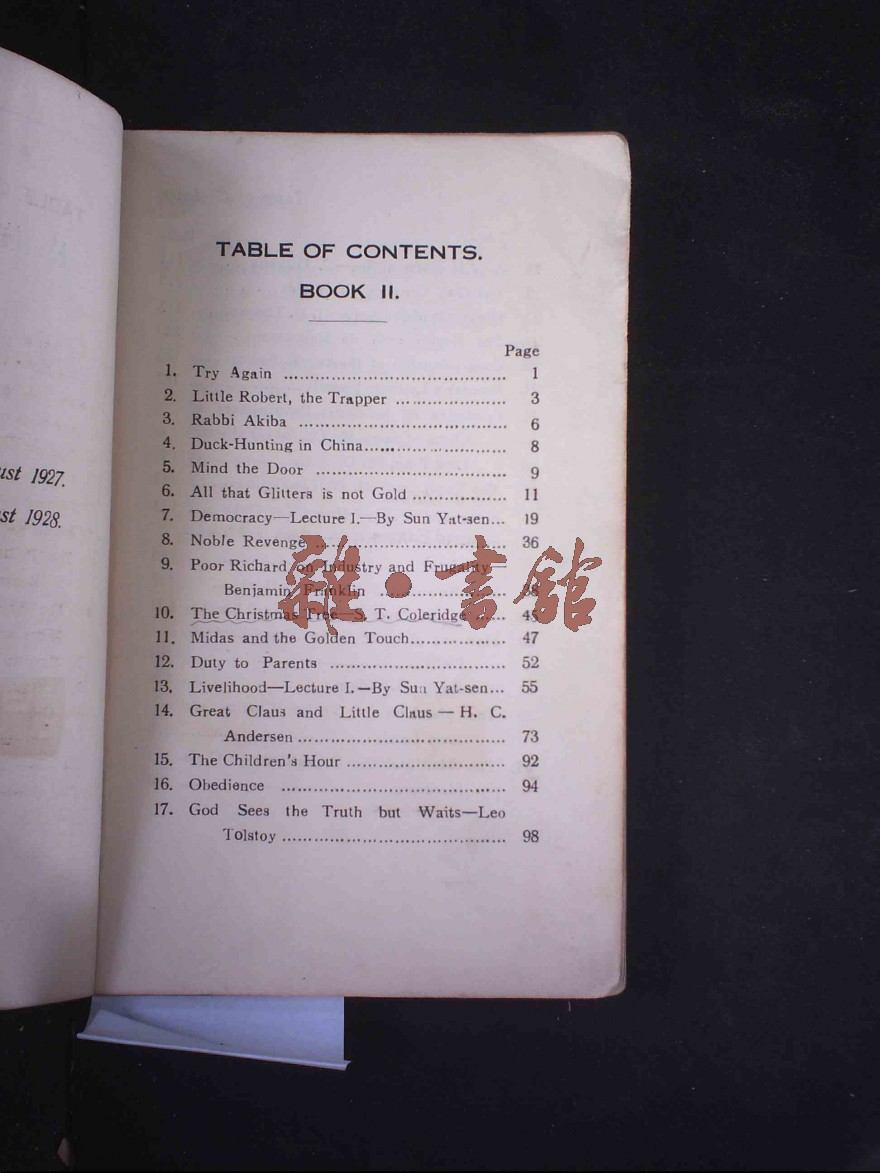 ust 1927.
st 1928.
TABLE OF CONTENTS.
BOOK II.
Page
1. Try Again ........................................... 1
2. Little Robert, the Trapper ...................... 3
3. Rabbi Akiba ........................................ 6
4. Duck-Hunting in China............................ 8
5. Mind the Door ..................................... 9
6. All that Glitters is not Gold .................. 11
7. Democracy—Lecture I.—By Sun Yat-sen... 19
8. Noble Revenge ..................................... 36
9. Poor Richard on Industry and Frugality—
Benjamin Franklin ........................ 38
10. The Christmas Tree—S. T. Coleridge ...... 45
11. Midas and the Golden Touch.................. 47
12. Duty to Parents .................................. 52
13. Livelihood—Lecture I.—By Sun Yat-sen... 55
14. Great Claus and Little Claus — H. C.
Andersen ........................................ 73
15. The Children's Hour .............................. 92
16. Obedience ........................................... 94
17. God Sees the Truth but Waits—Leo
Tolstoy ........................................... 98
雜·書館